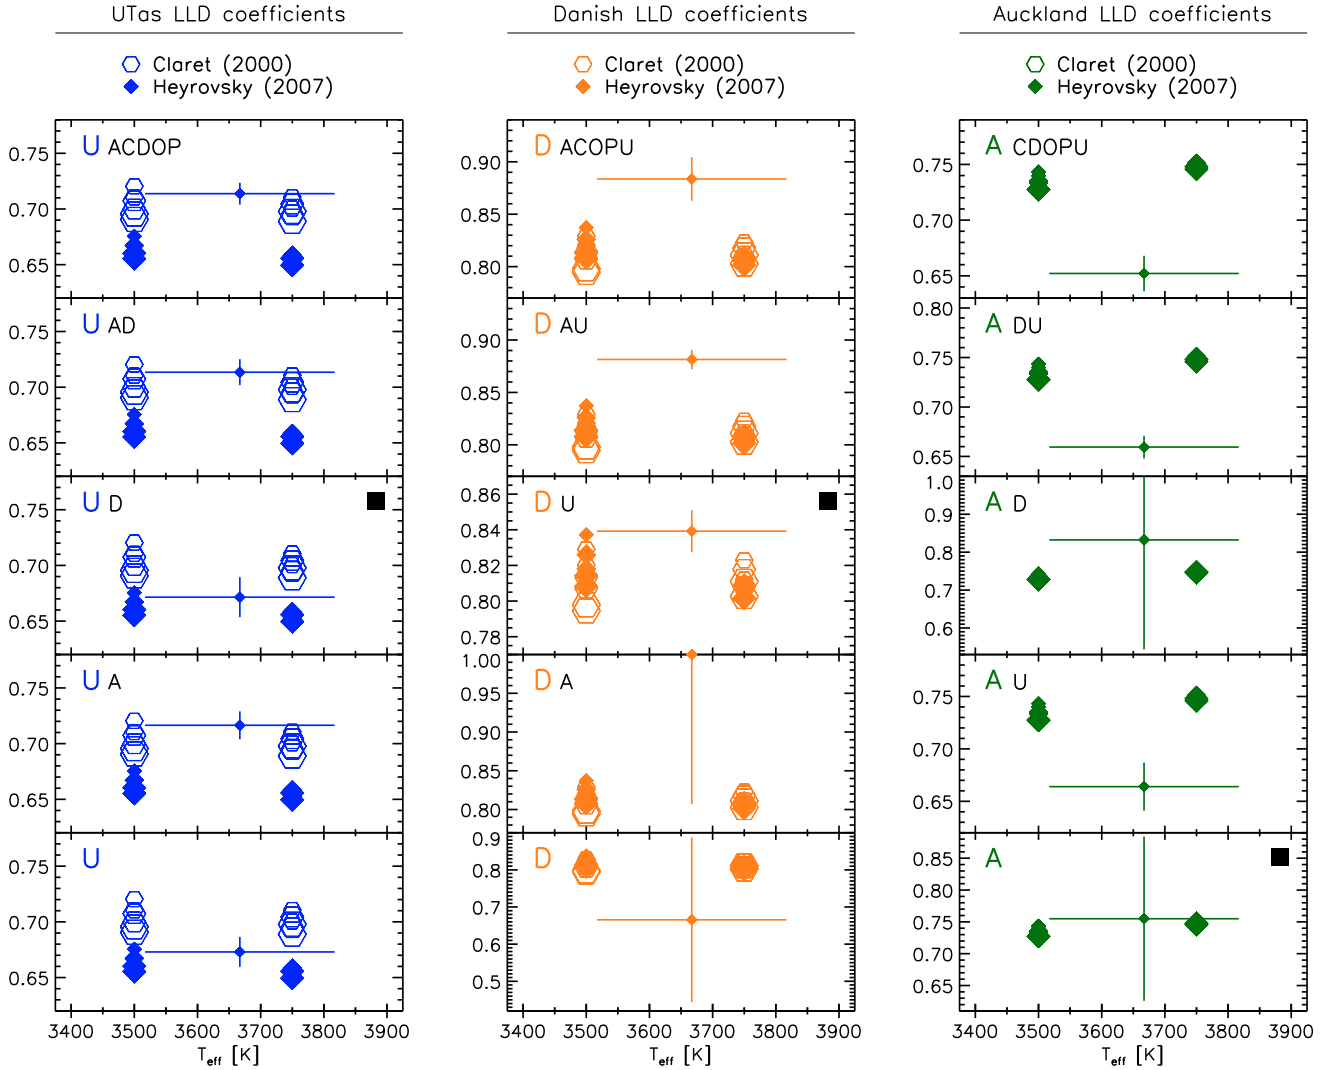 UTas LLD coefficients
Claret (2000)
Heyrovsky (2007)
U ACDOP
0.75
0.70
0.65
U AD
0.75
0.70
0.65
U D
0.75
0.70
0.65
U A
0.75
0.70
0.65
U
0.75
0.70
0.65
3400 3500 3600 3700 3800 3900
Teff [K]
Danish LLD coefficients
Claret (2000)
Heyrovsky (2007)
D ACOPU
0.90
0.85
0.80
D AU
0.90
0.85
0.80
D U
0.86
0.84
0.82
0.80
0.78
D A
1.00
0.95
0.90
0.85
0.80
D
0.9
0.8
0.7
0.6
0.5
3400 3500 3600 3700 3800 3900
Teff [K]
Auckland LLD coefficients
Claret (2000)
Heyrovsky (2007)
A CDOPU
0.75
0.70
0.65
A DU
0.80
0.75
0.70
0.65
A D
1.0
0.9
0.8
0.7
0.6
A U
0.75
0.70
0.65
A
0.85
0.80
0.75
0.70
0.65
3400 3500 3600 3700 3800 3900
Teff [K]